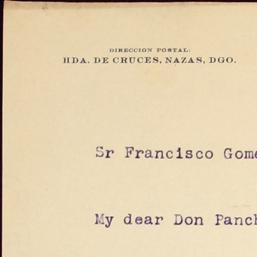 DIRECCION POSTAL:
HDA. DE CRUCES, NAZAS, DGO.
Sr Francisco Gome
My dear Don Panch